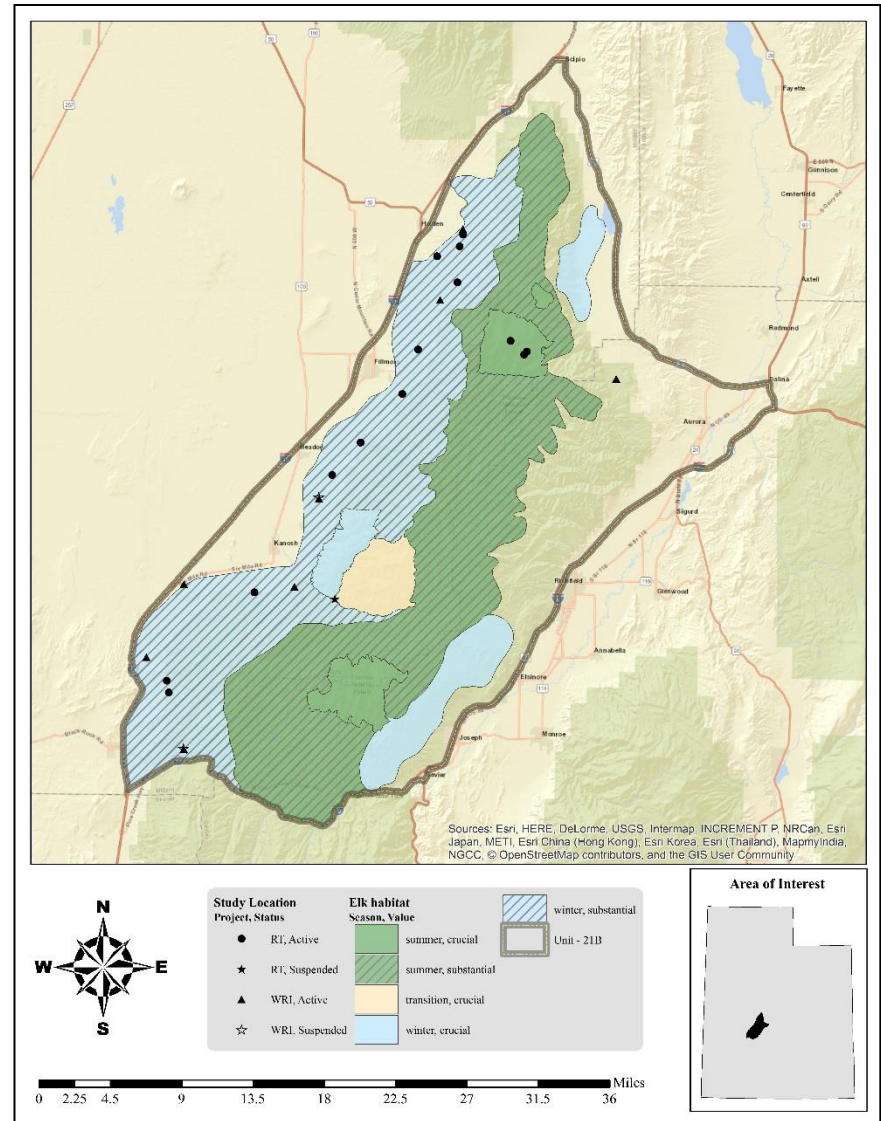 Scipio
Fayette
Gunnison
Centerfield
Axtell
Holden
Redmond
Fillmore
Salina
Aurora
Meadow
Sigurd
Kanosh
Richfield
Glenwood
Annabella
Elsinore
Joseph
Monroe
Sevier
Black Rock Rd
Sources: Esri, HERE, DeLorme, USGS, Intermap, INCREMENT P, NRCan, Esri
Japan, METI, Esri China (Hong Kong), Esri Korea, Esri (Thailand), MapmyIndia,
NGCC, © OpenStreetMap contributors, and the GIS User Community
N
W E
S
Study Location
Project, Status
RT, Active
RT, Suspended
WRI, Active
WRI, Suspended
Elk habitat
Season, Value
summer, crucial
summer, substantial
transition, crucial
winter, crucial
winter, substantial
Unit - 21B
Area of Interest
Miles
0 2.25 4.5 9 13.5 18 22.5 27 31.5 36